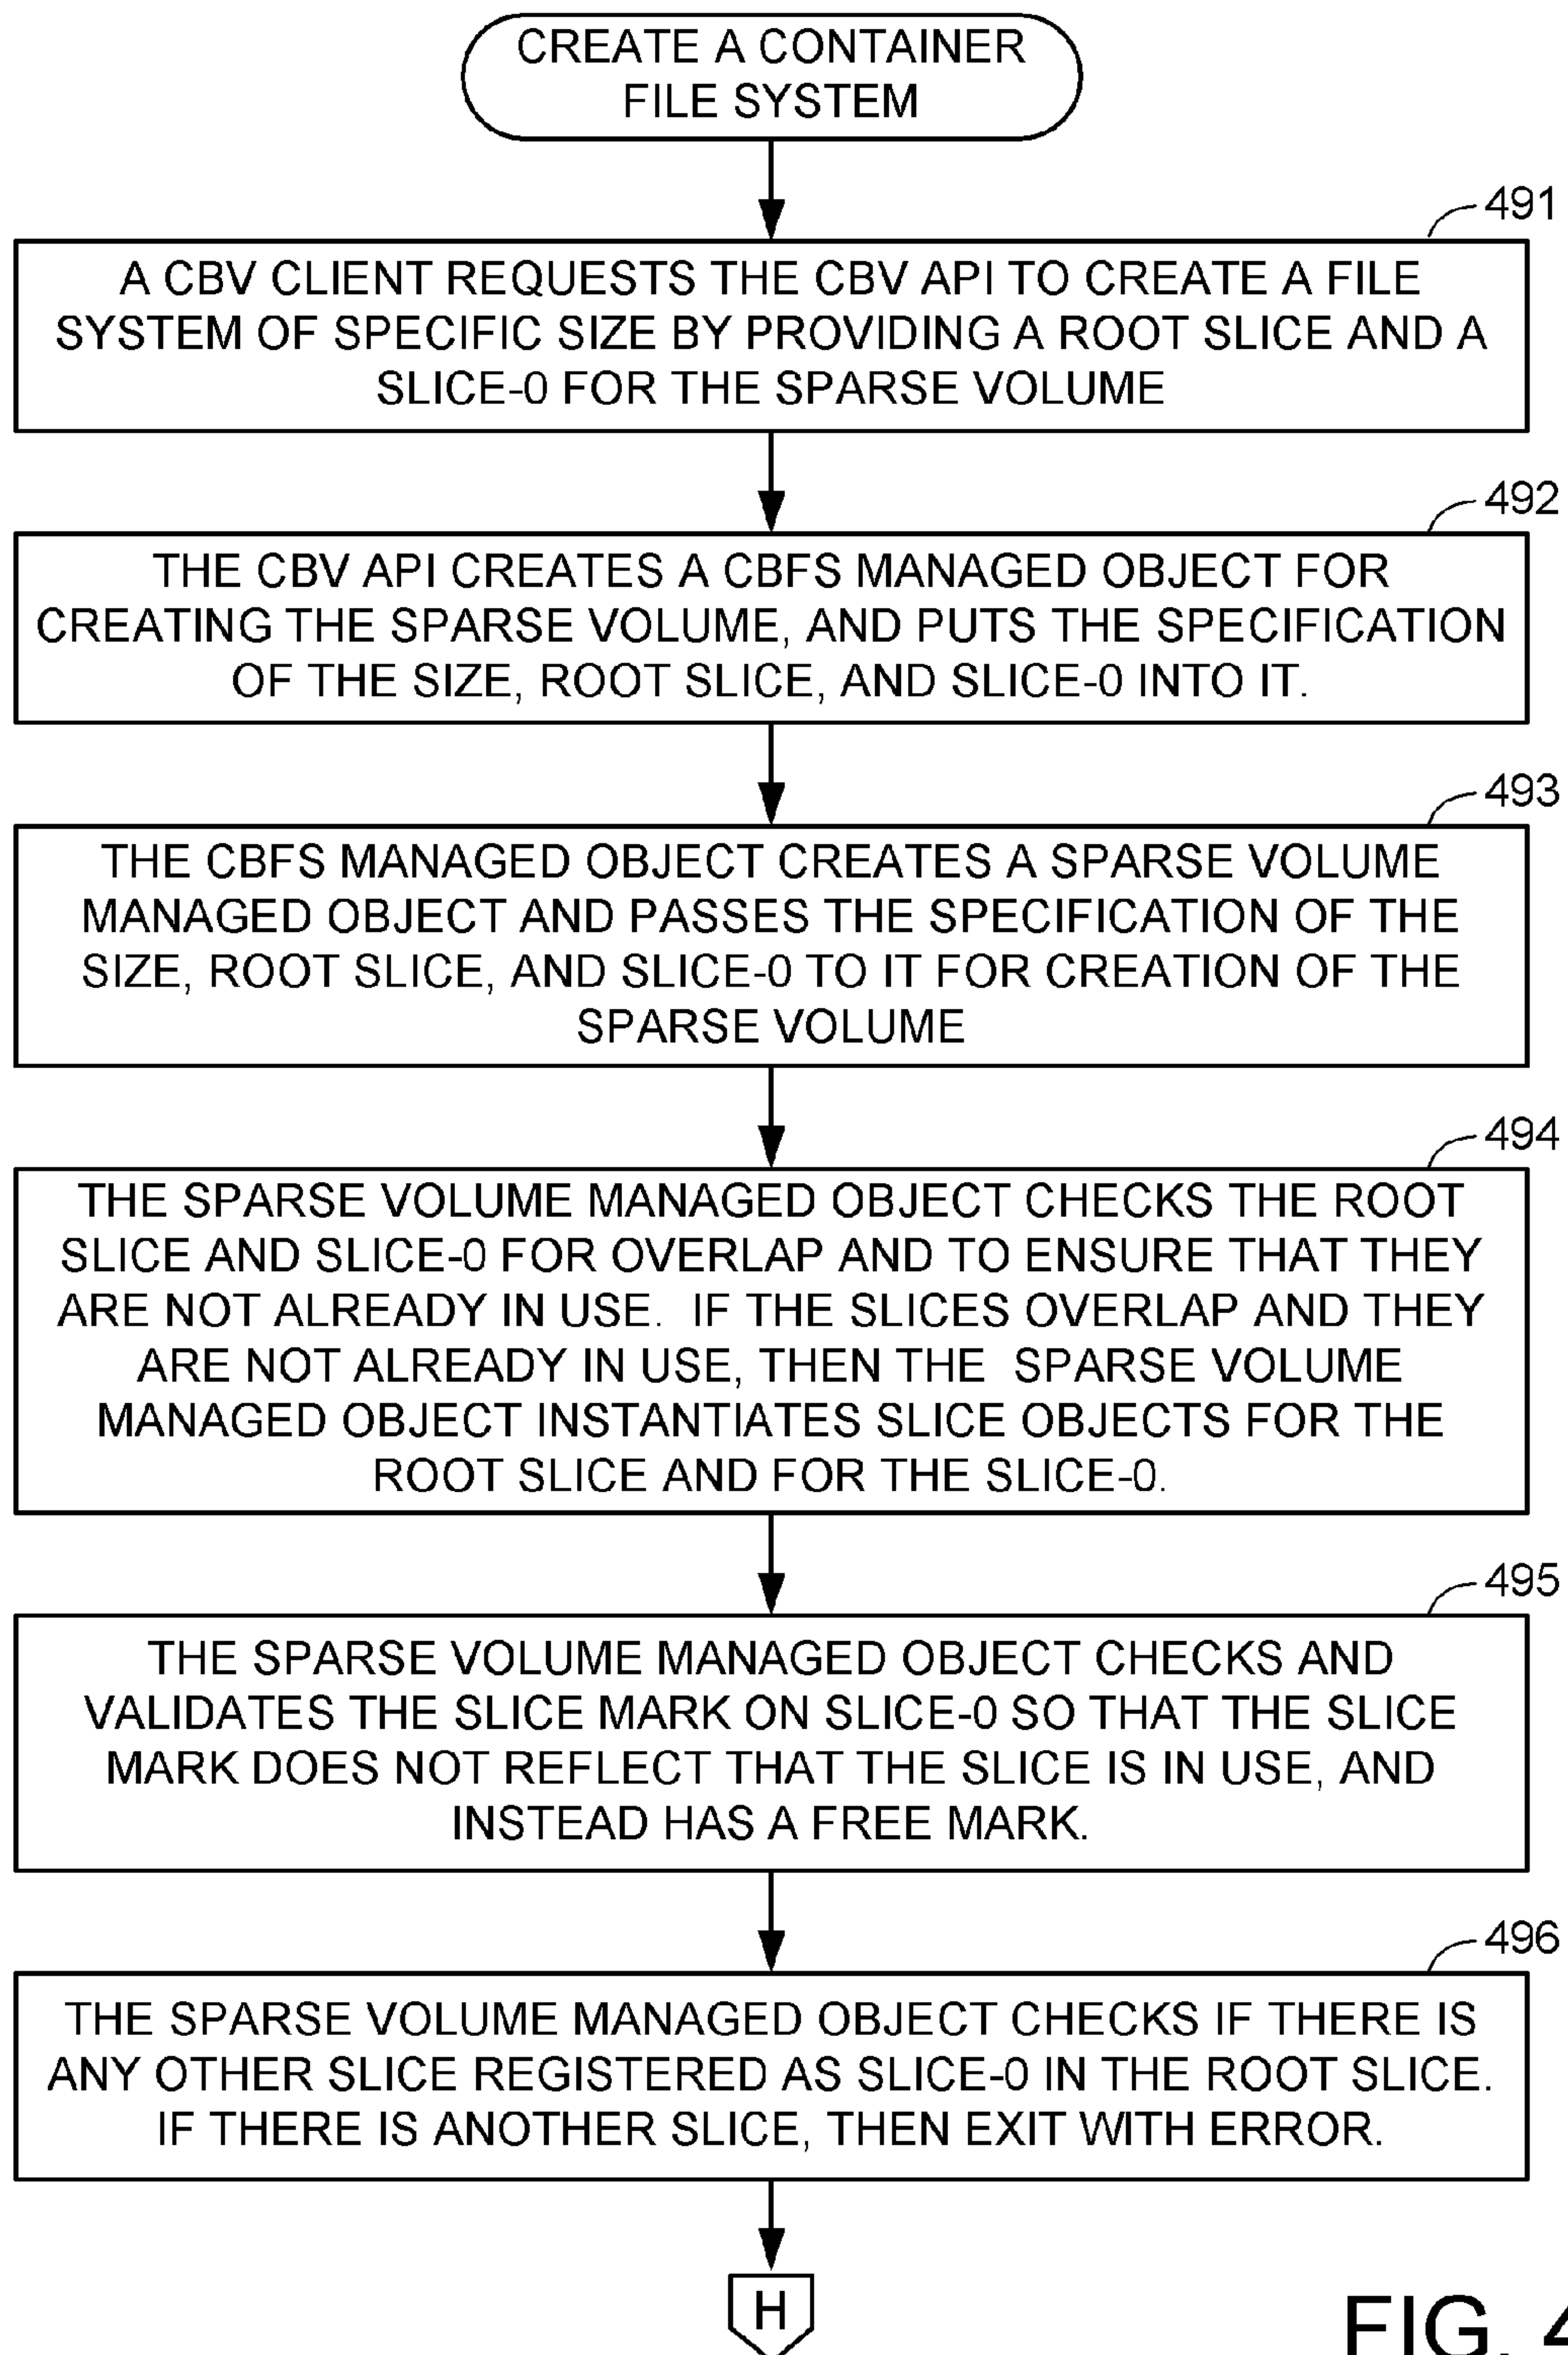 CREATE A CONTAINER
FILE SYSTEM
491
A CBV CLIENT REQUESTS THE CBV API TO CREATE A FILE
SYSTEM OF SPECIFIC SIZE BY PROVIDING A ROOT SLICE AND A
SLICE-0 FOR THE SPARSE VOLUME
492
THE CBV API CREATES A CBFS MANAGED OBJECT FOR
CREATING THE SPARSE VOLUME, AND PUTS THE SPECIFICATION
OF THE SIZE, ROOT SLICE, AND SLICE-0 INTO IT.
493
THE CBFS MANAGED OBJECT CREATES A SPARSE VOLUME
MANAGED OBJECT AND PASSES THE SPECIFICATION OF THE
SIZE, ROOT SLICE, AND SLICE-0 TO IT FOR CREATION OF THE
SPARSE VOLUME
494
THE SPARSE VOLUME MANAGED OBJECT CHECKS THE ROOT
SLICE AND SLICE-0 FOR OVERLAP AND TO ENSURE THAT THEY
ARE NOT ALREADY IN USE. IF THE SLICES OVERLAP AND THEY
ARE NOT ALREADY IN USE, THEN THE SPARSE VOLUME
MANAGED OBJECT INSTANTIATES SLICE OBJECTS FOR THE
ROOT SLICE AND FOR THE SLICE-0.
495
THE SPARSE VOLUME MANAGED OBJECT CHECKS AND
VALIDATES THE SLICE MARK ON SLICE-0 SO THAT THE SLICE
MARK DOES NOT REFLECT THAT THE SLICE IS IN USE, AND
INSTEAD HAS A FREE MARK.
496
THE SPARSE VOLUME MANAGED OBJECT CHECKS IF THERE IS
ANY OTHER SLICE REGISTERED AS SLICE-0 IN THE ROOT SLICE.
IF THERE IS ANOTHER SLICE, THEN EXIT WITH ERROR.
H
FIG.